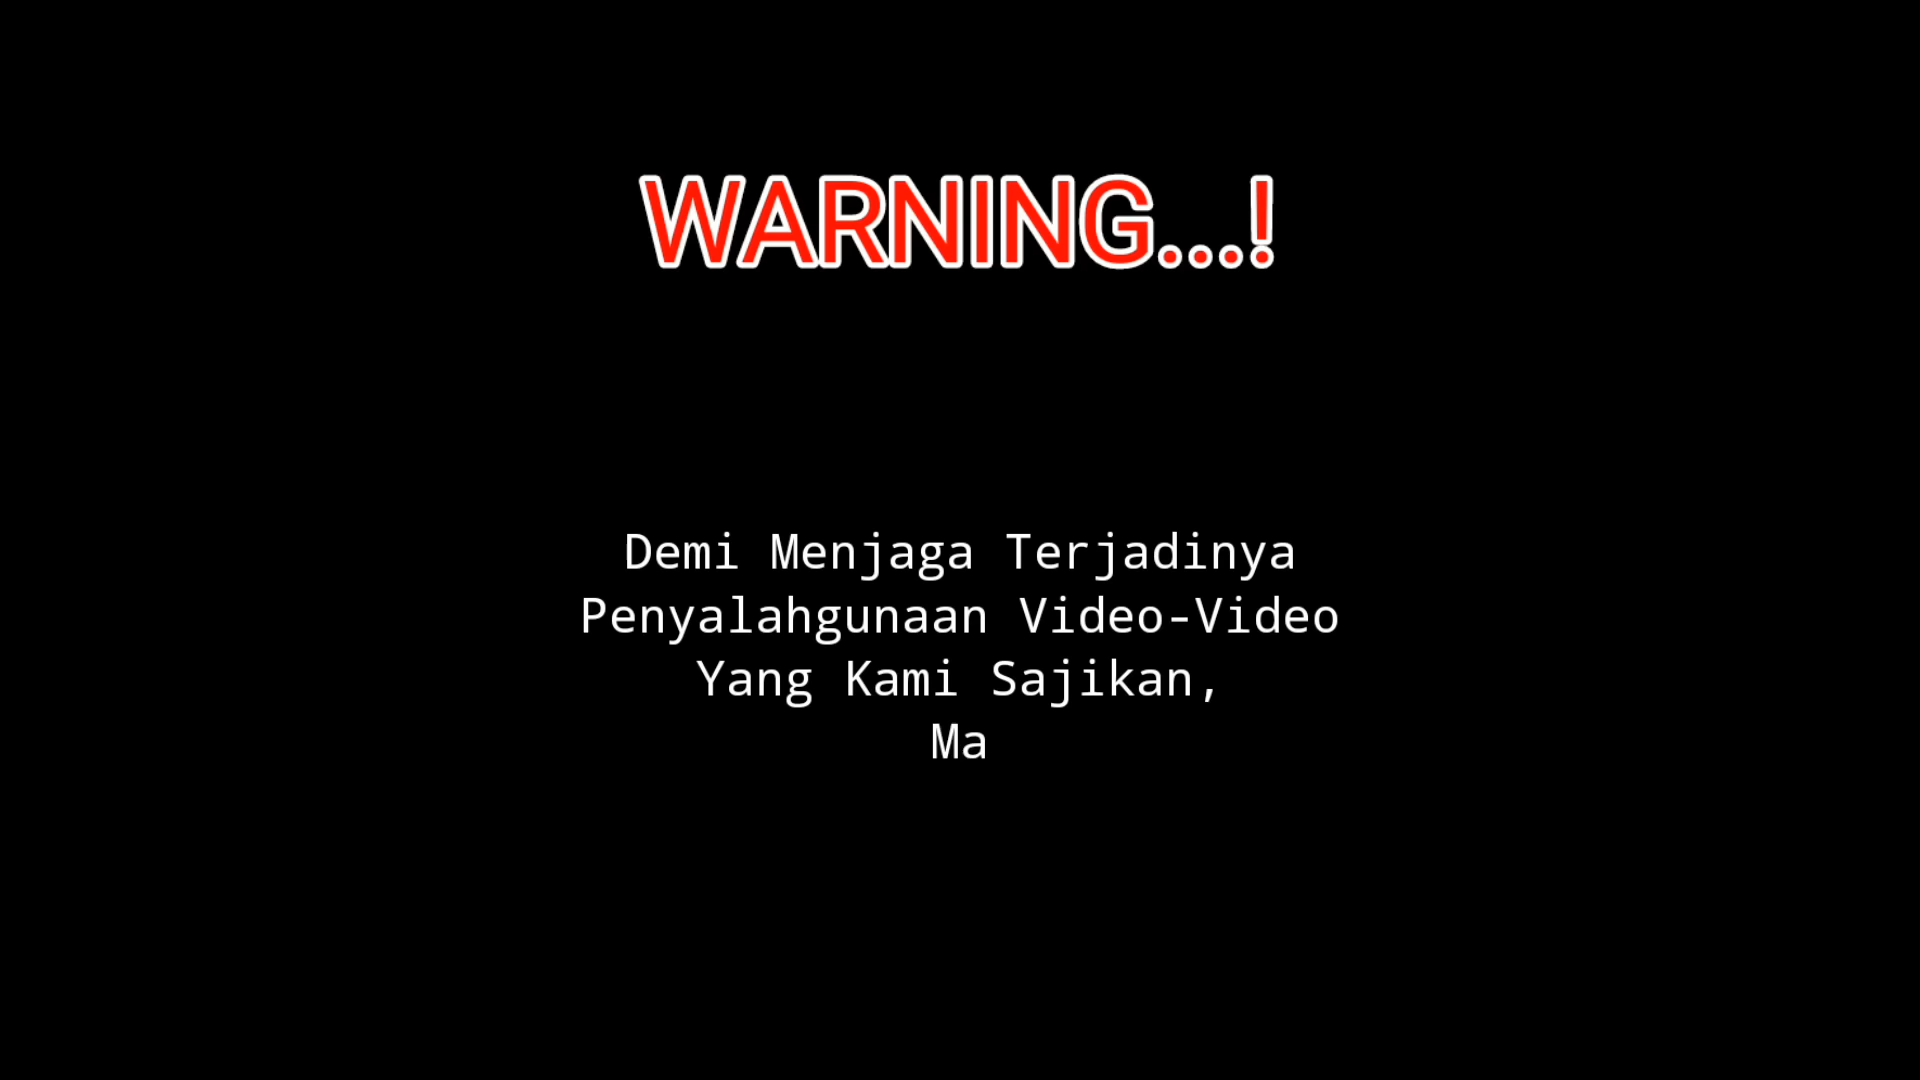 WARNING...!
Demi Menjaga Terjadinya
Penyalahgunaan Video-Video
Yang Kami Sajikan,
Ma